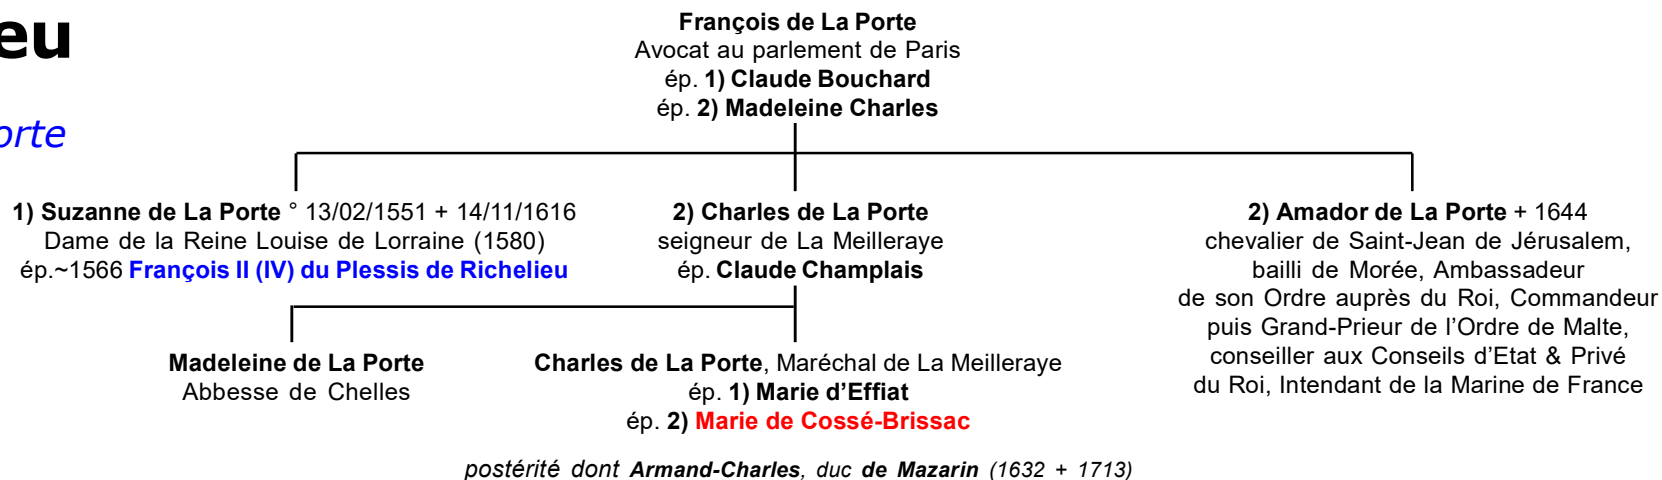 eu
orte
François de La Porte
Avocat au parlement de Paris
ép. 1) Claude Bouchard
ép. 2) Madeleine Charles
1) Suzanne de La Porte ° 13/02/1551 + 14/11/1616
Dame de la Reine Louise de Lorraine (1580)
ép.~1566 François II (IV) du Plessis de Richelieu
2) Charles de La Porte
seigneur de La Meilleraye
ép. Claude Champlais
2) Amador de La Porte + 1644
chevalier de Saint-Jean de Jérusalem,
bailli de Morée, Ambassadeur
de son Ordre auprès du Roi, Commandeur
puis Grand-Prieur de l'Ordre de Malte,
conseiller aux Conseils d'Etat & Privé
du Roi, Intendant de la Marine de France
Madeleine de La Porte
Abbesse de Chelles
Charles de La Porte, Maréchal de La Meilleraye
ép. 1) Marie d'Effiat
ép. 2) Marie de Cossé-Brissac
postérité dont Armand-Charles, duc de Mazarin (1632 + 1713)